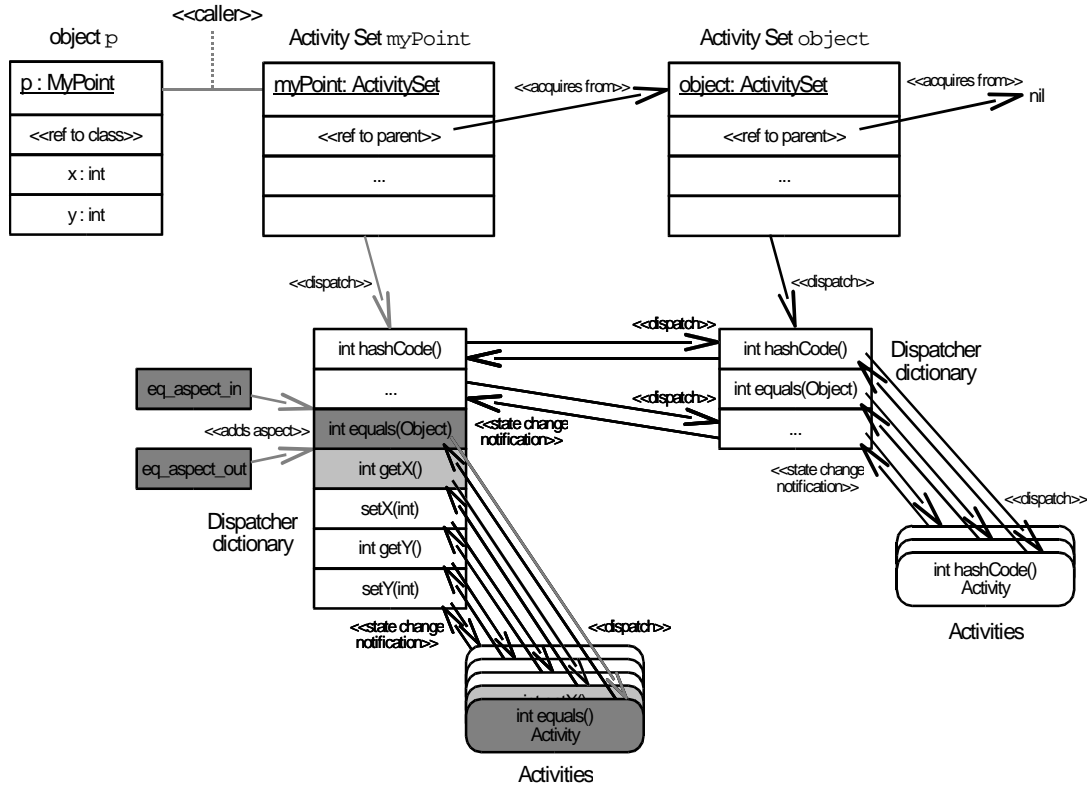 <<caller>>
object p
Activity Set myPoint
Activity Set object
p : MyPoint
<<ref to class>>
x : int
y : int
myPoint: ActivitySet
<<ref to parent>>
...
<<acquires from>>
object: ActivitySet
<<ref to parent>>
...
<<acquires from>>
nil
<<dispatch>>
<<dispatch>>
int hashCode()
...
int equals(Object)
int getX()
setX(int)
int getY()
setY(int)
eq_aspect_in
<<adds aspect>>
eq_aspect_out
Dispatcher
dictionary
<<dispatch>>
<<dispatch>>
<<state change
notification>>
int hashCode()
int equals(Object)
...
Dispatcher
dictionary
<<state change
notification>>
<<dispatch>>
int hashCode()
Activity
Activities
<<state change
notification>>
<<dispatch>>
int equals()
Activity
Activities